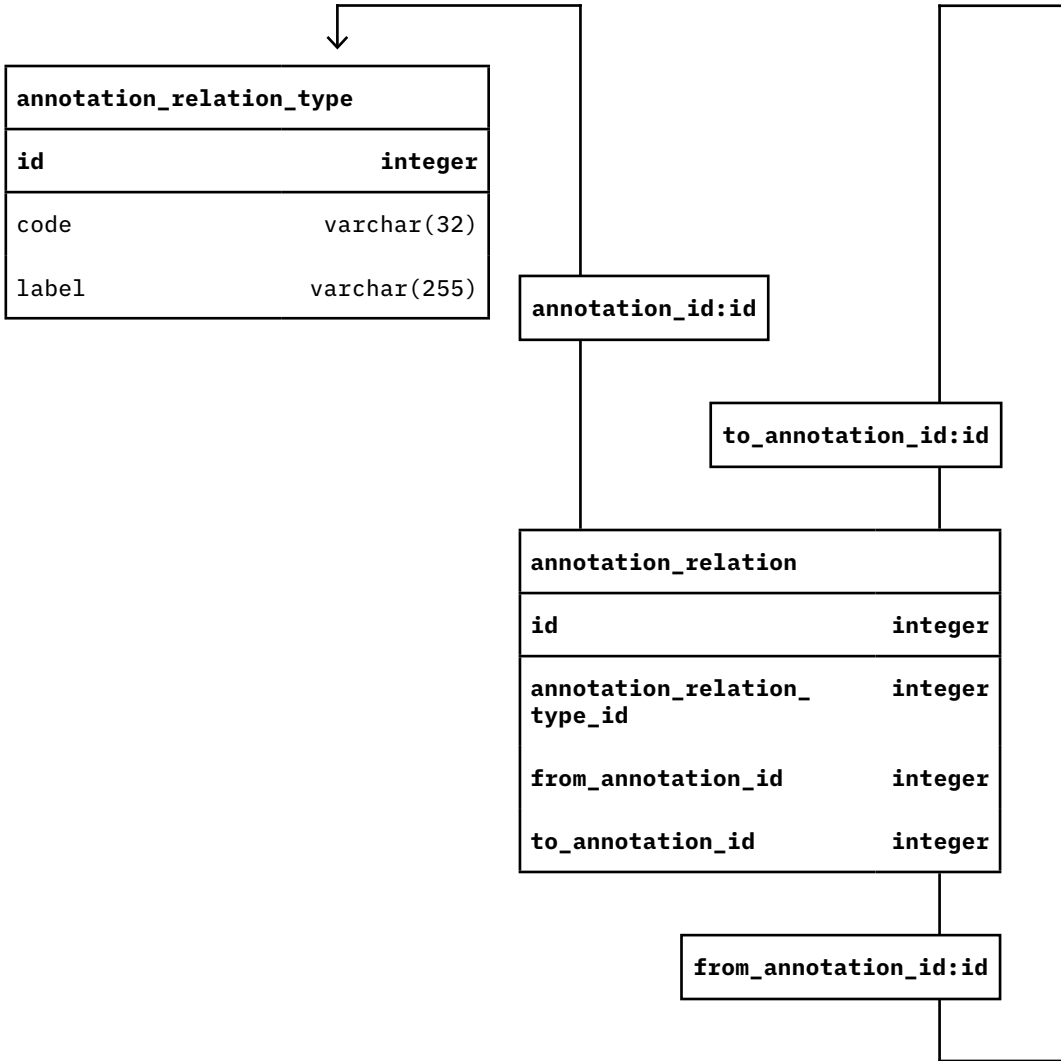 annotation_relation_type
id integer
code varchar(32)
label varchar(255)
annotation_id:id
to_annotation_id:id
annotation_relation
id integer
annotation_relation_ integer
type_id
from_annotation_id integer
to_annotation_id integer
from_annotation_id:id